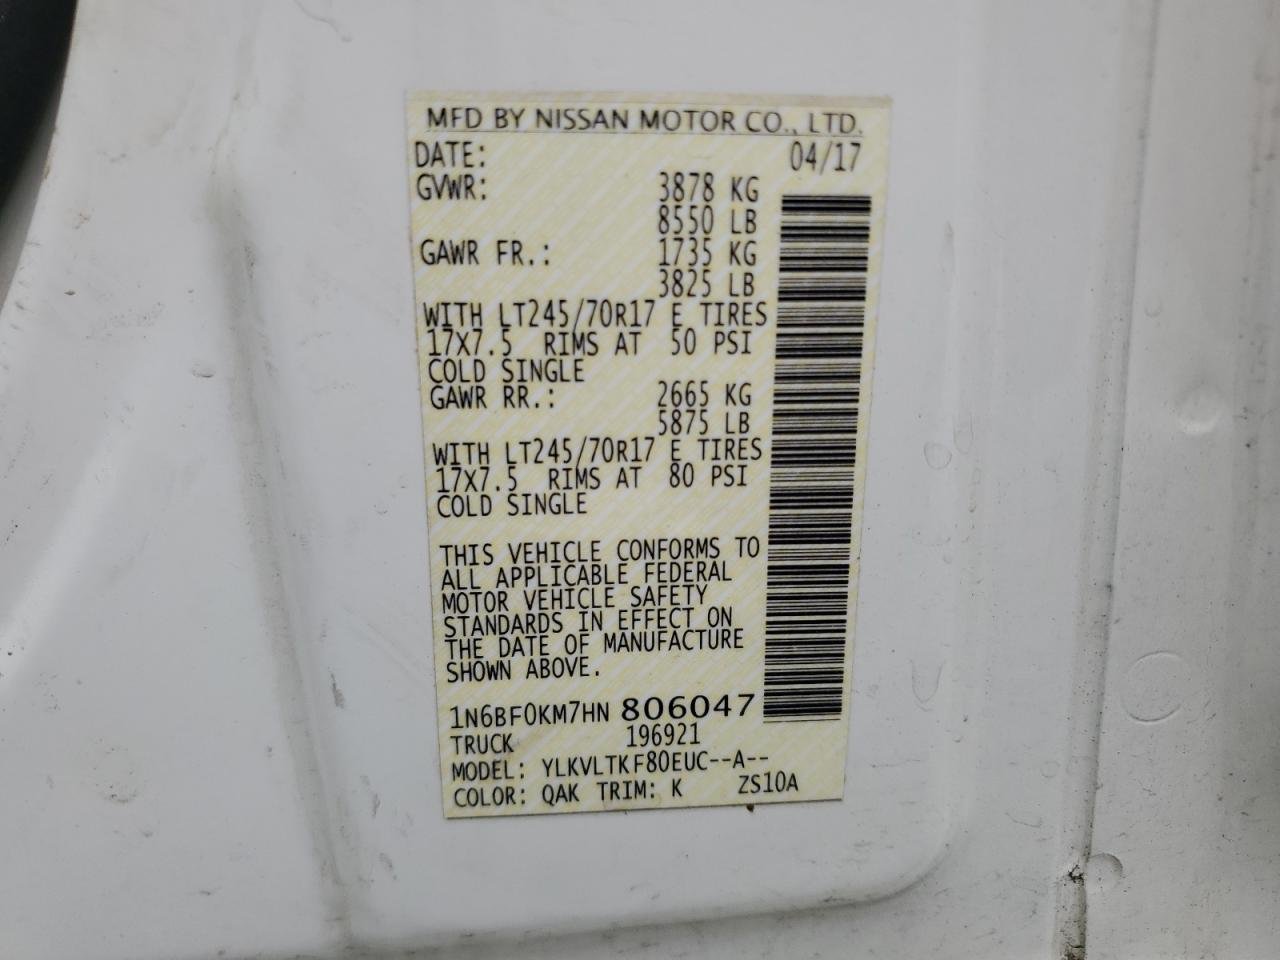 MFD BY NISSAN MOTOR CO., LTD.
DATE: 04/17
GVWR: 3878 KG
8550 LB
GAWR FR.: 1735 KG
3825 LB
WITH LT245/70R17 E TIRES
17X7.5 RIMS AT 50 PSI
COLD SINGLE
GAWR RR.: 2665 KG
5875 LB
WITH LT245/70R17 E TIRES
17X7.5 RIMS AT 80 PSI
COLD SINGLE
THIS VEHICLE CONFORMS TO
ALL APPLICABLE FEDERAL
MOTOR VEHICLE SAFETY
STANDARDS IN EFFECT ON
THE DATE OF MANUFACTURE
SHOWN ABOVE.
1N6BF0KM7HN 806047
TRUCK 196921
MODEL: YLKVLTKF80EUC--A--
COLOR: QAK TRIM: K ZS10A